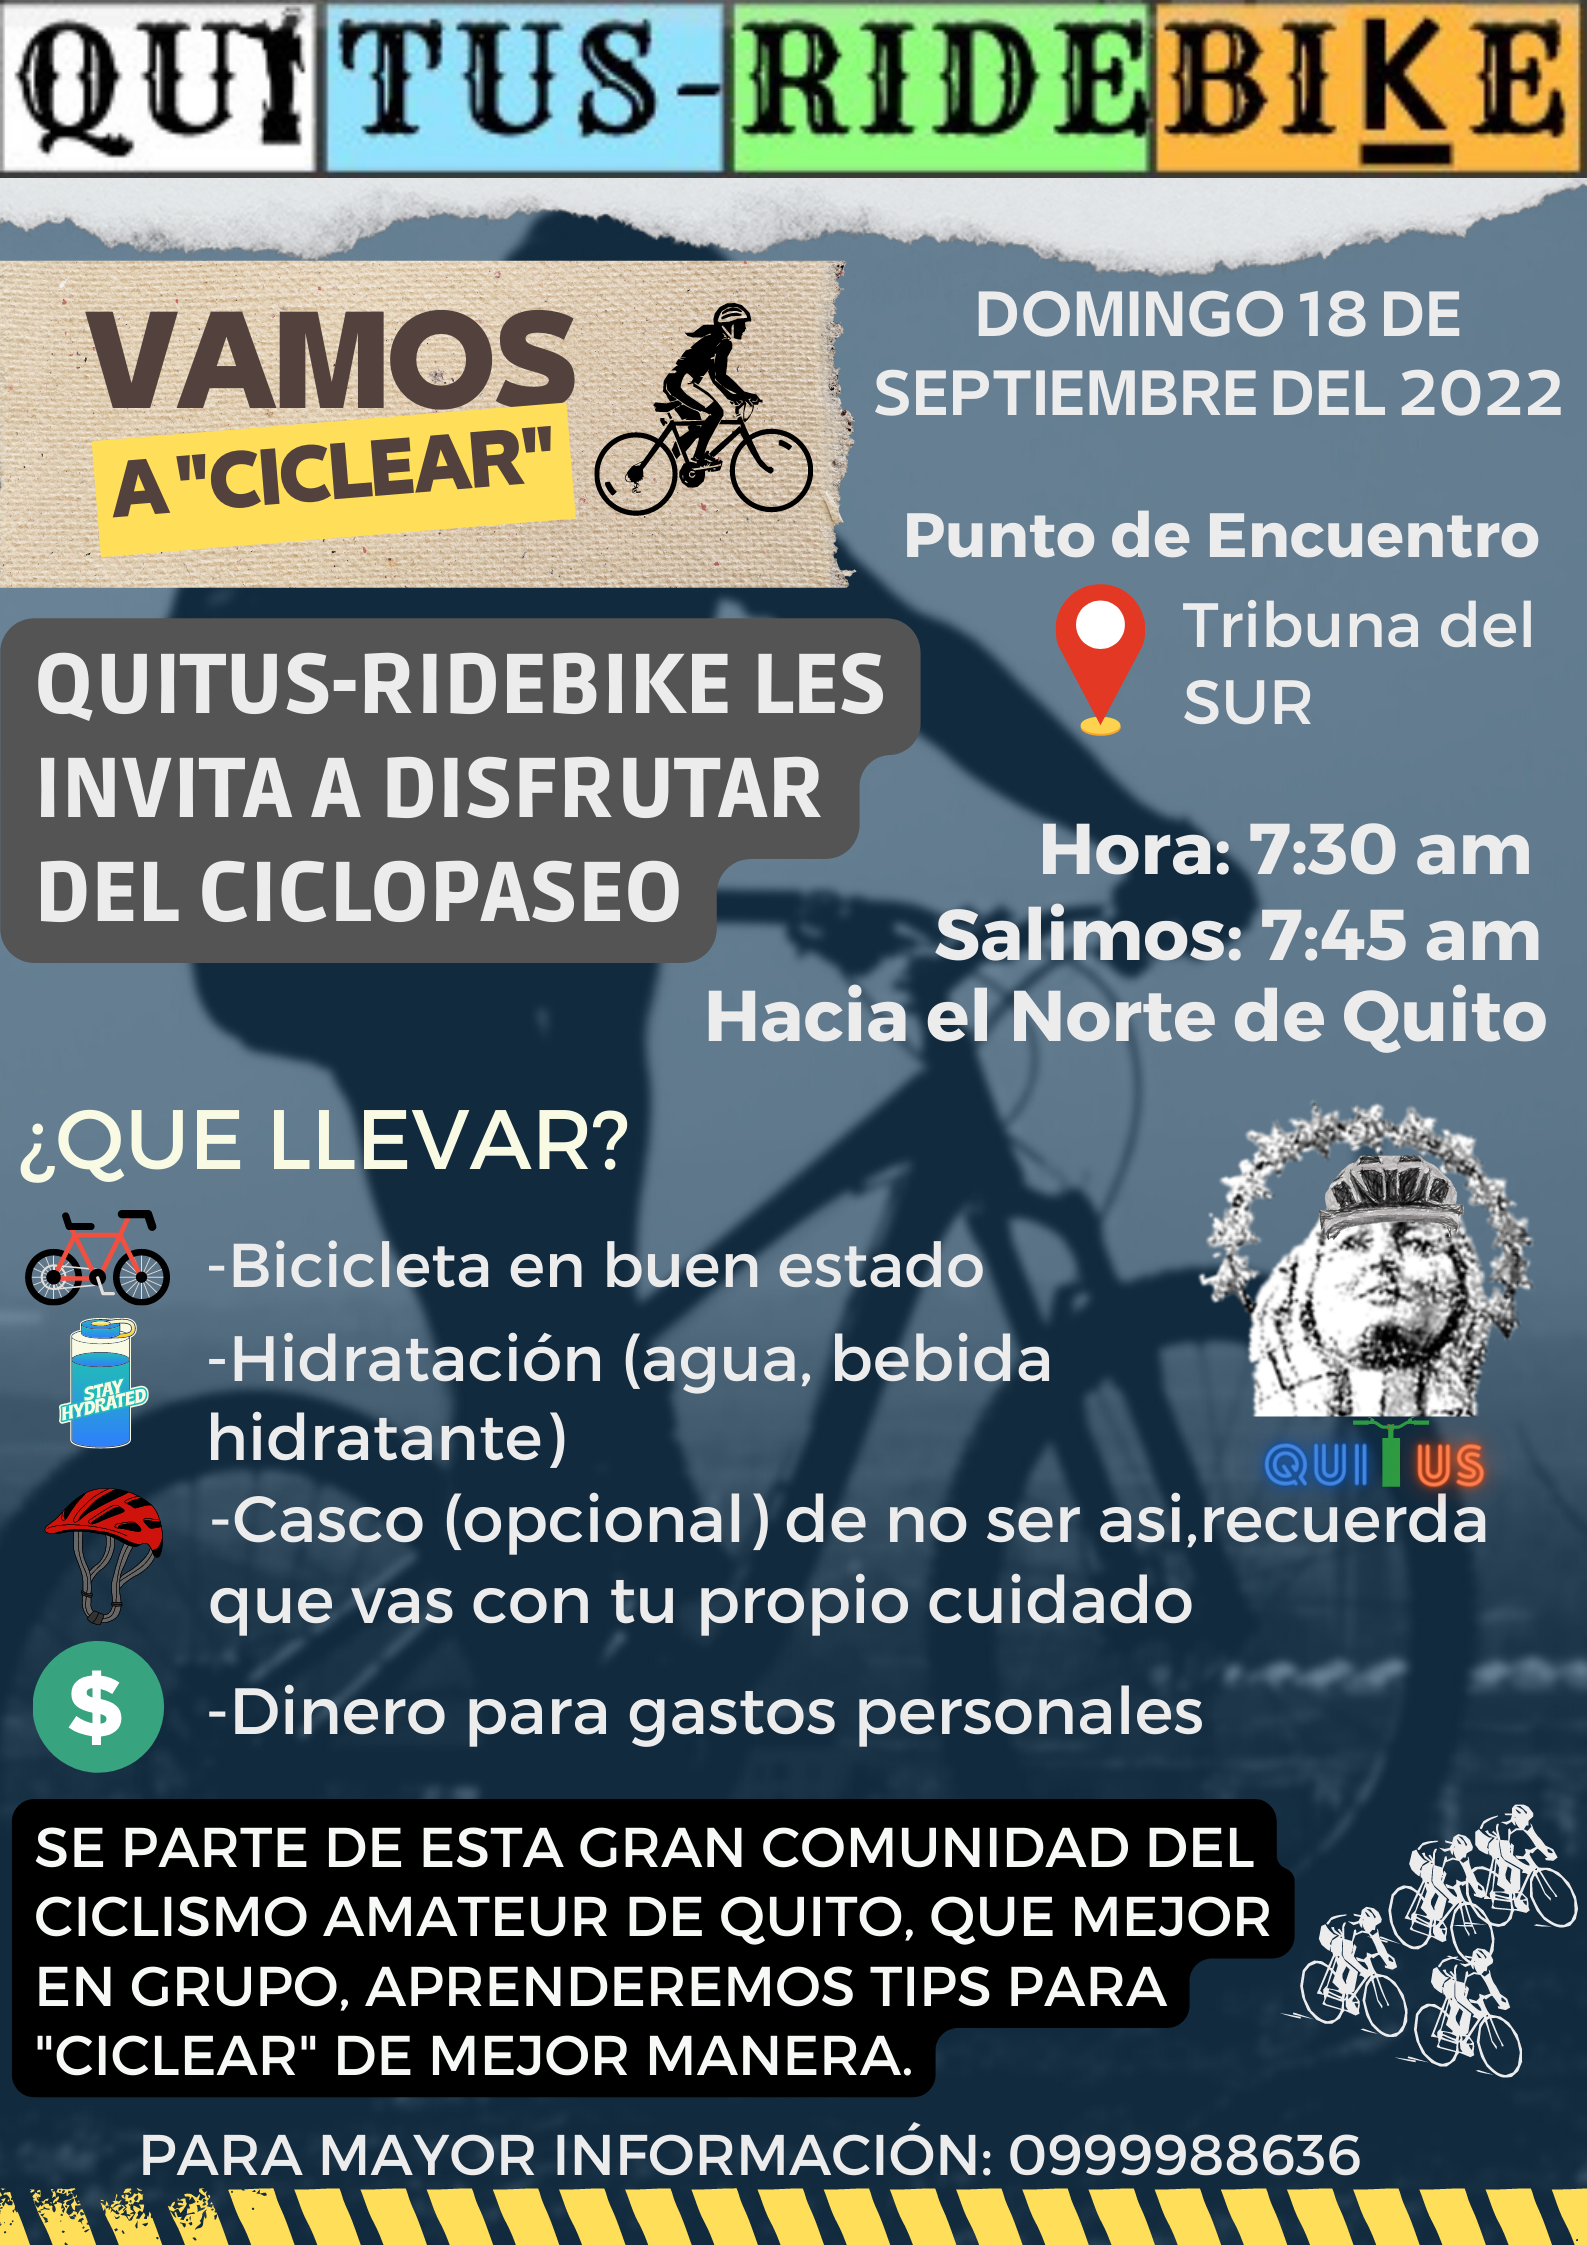 QUITUS-RIDEBIKE
VAMOS
A "CICLEAR"
DOMINGO 18 DE
SEPTIEMBRE DEL 2022
Punto de Encuentro
Tribuna del
SUR
QUITUS-RIDEBIKE LES
INVITA A DISFRUTAR
DEL CICLOPASEO
Hora: 7:30 am
Salimos: 7:45 am
Hacia el Norte de Quito
¿QUE LLEVAR?
-Bicicleta en buen estado
STAY
HYDRATED
-Hidratación (agua, bebida
hidratante)
QUITUS
-Casco (opcional) de no ser asi,recuerda
que vas con tu propio cuidado
$
-Dinero para gastos personales
SE PARTE DE ESTA GRAN COMUNIDAD DEL
CICLISMO AMATEUR DE QUITO, QUE MEJOR
EN GRUPO, APRENDEREMOS TIPS PARA
"CICLEAR" DE MEJOR MANERA.
PARA MAYOR INFORMACIÓN: 0999988636